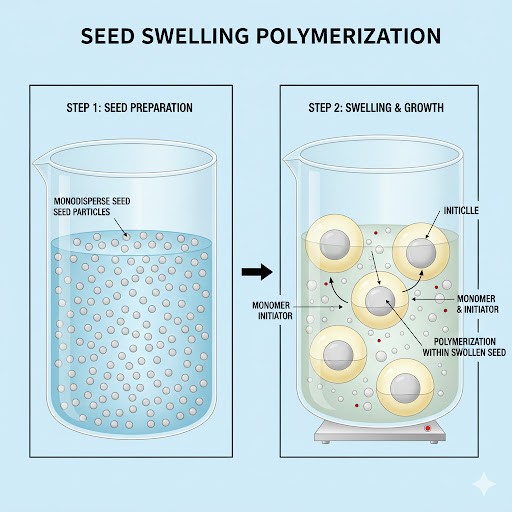 SEED SWELLING POLYMERIZATION
STEP 1: SEED PREPARATION
MONODISPERSE SEED
SEED PARTICLES
STEP 2: SWELLING & GROWTH
INITICLLE
MONOMER
INITIATOR
MONOMER
& INITIATOR
POLYMERIZATION
WITHIN SWOLLEN SEED